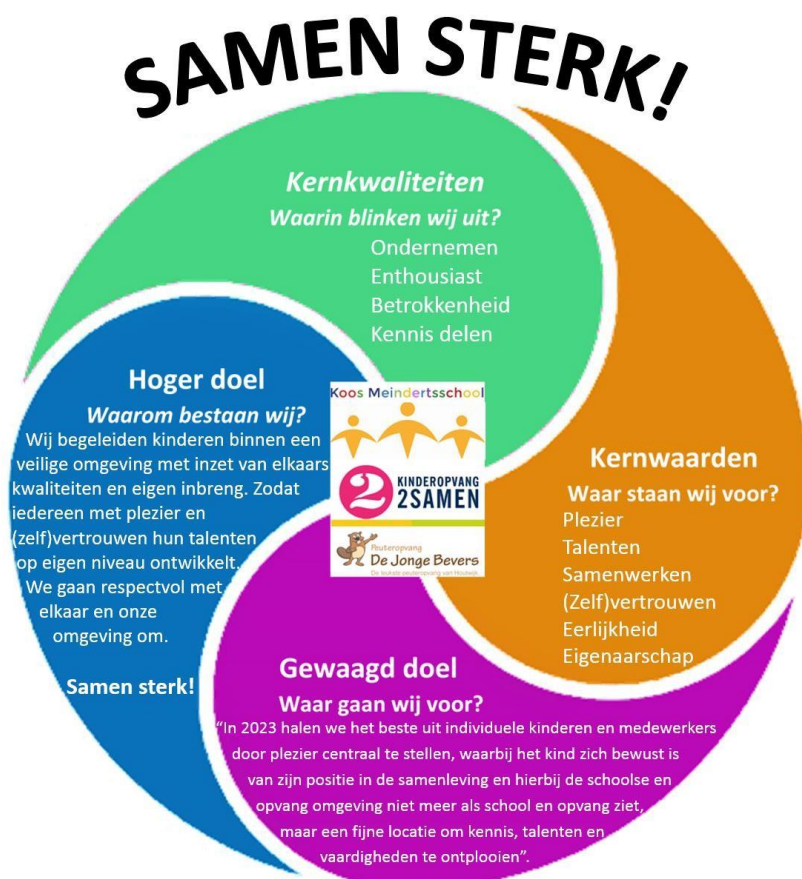 SAMEN STERK!
Kernkwaliteiten
Waarin blinken wij uit?
Ondernemen
Enthousiast
Betrokkenheid
Kennis delen
Hoger doel
Waarom bestaan wij?
Wij begeleiden kinderen binnen een
veilige omgeving met inzet van elkaars
kwaliteiten en eigen inbreng. Zodat
iedereen met plezier en
(zelf)vertrouwen hun talenten
op eigen niveau ontwikkelt.
We gaan respectvol met
elkaar en onze
omgeving om.
Samen sterk!
Koos Meindertsschool
2 KINDEROPVANG
2SAMEN
Peuteropvang
De Jonge Bevers
De leukste peuteropvang van Houtwijk
Kernwaarden
Waar staan wij voor?
Plezier
Talenten
Samenwerken
(Zelf)vertrouwen
Eerlijkheid
Eigenaarschap
Gewaagd doel
Waar gaan wij voor?
“In 2023 halen we het beste uit individuele kinderen en medewerkers
door plezier centraal te stellen, waarbij het kind zich bewust is
van zijn positie in de samenleving en hierbij de schoolse en
opvang omgeving niet meer als school en opvang ziet,
maar een fijne locatie om kennis, talenten en
vaardigheden te ontplooien”.